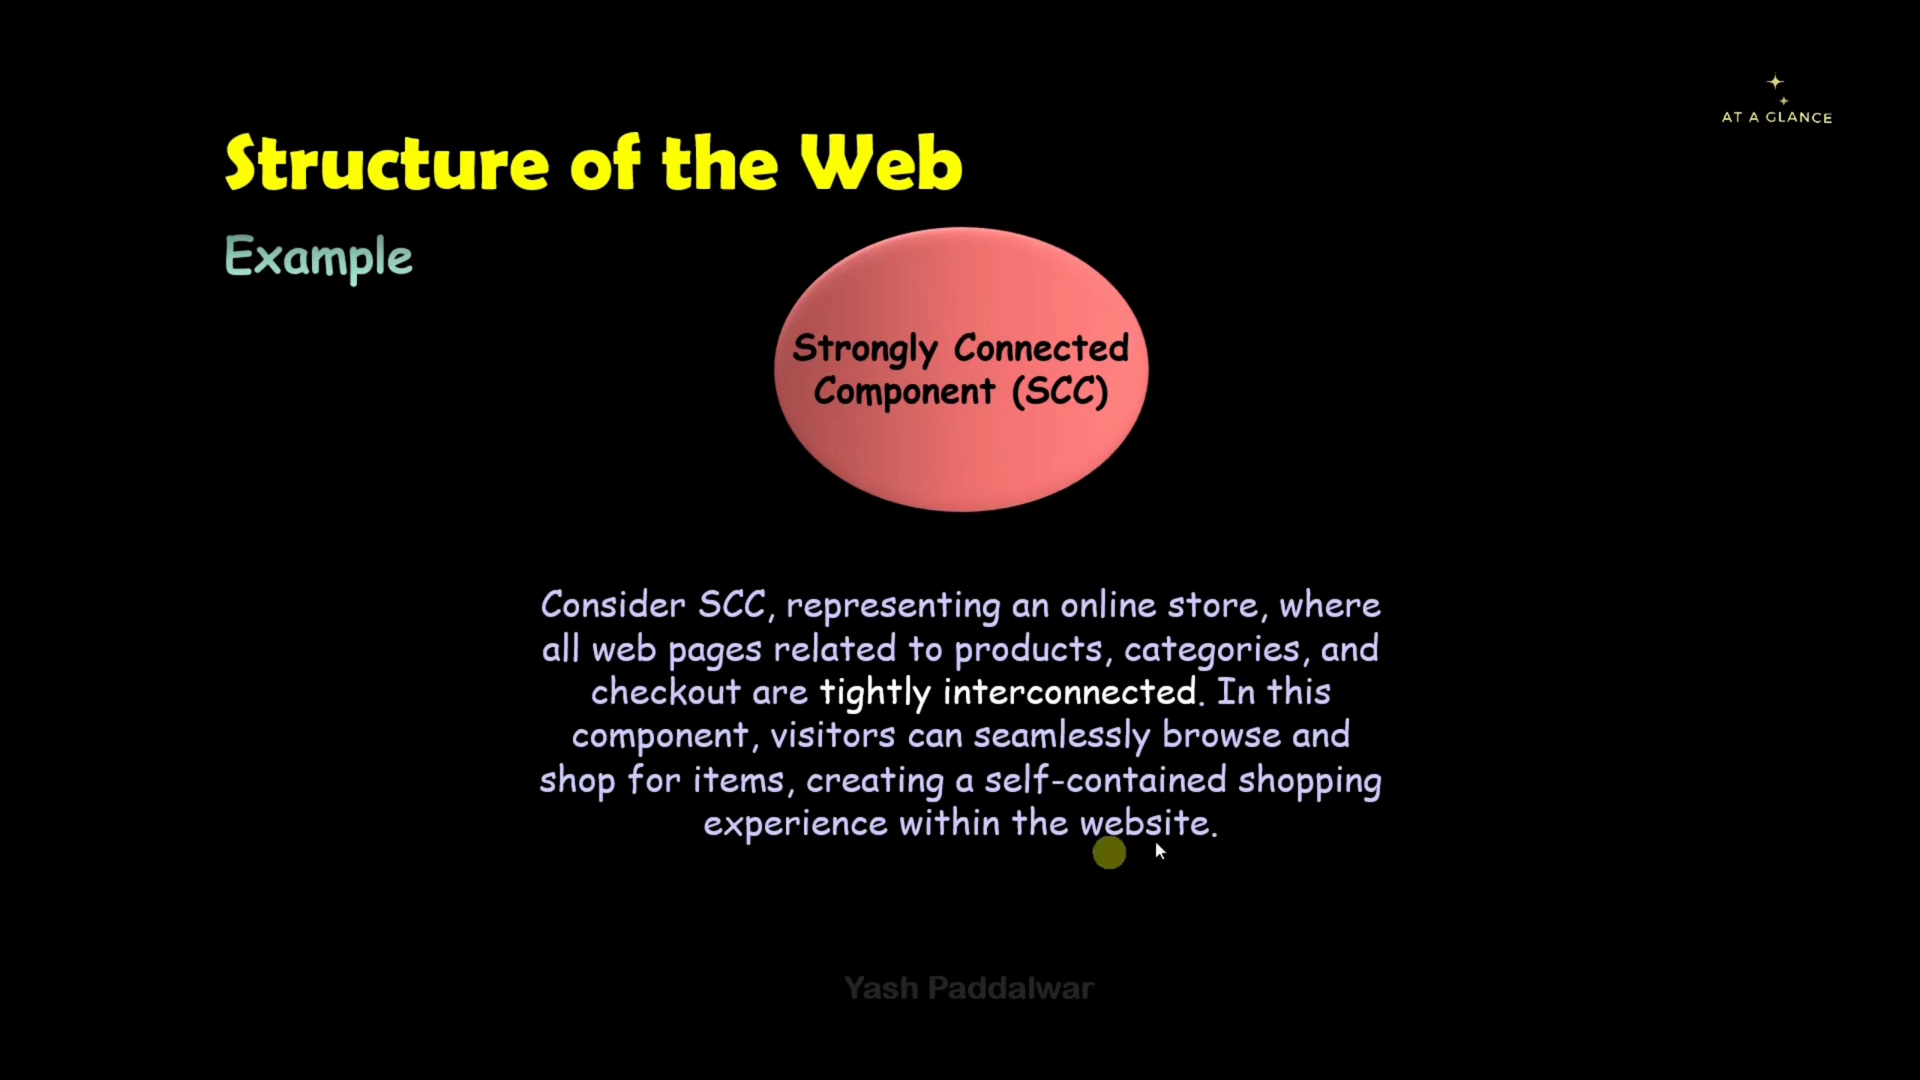 AT A GLANCE
Structure of the Web
Example
Strongly Connected
Component (SCC)
Consider SCC, representing an online store, where
all web pages related to products, categories, and
checkout are tightly interconnected. In this
component, visitors can seamlessly browse and
shop for items, creating a self-contained shopping
experience within the website.
Yash Paddalwar